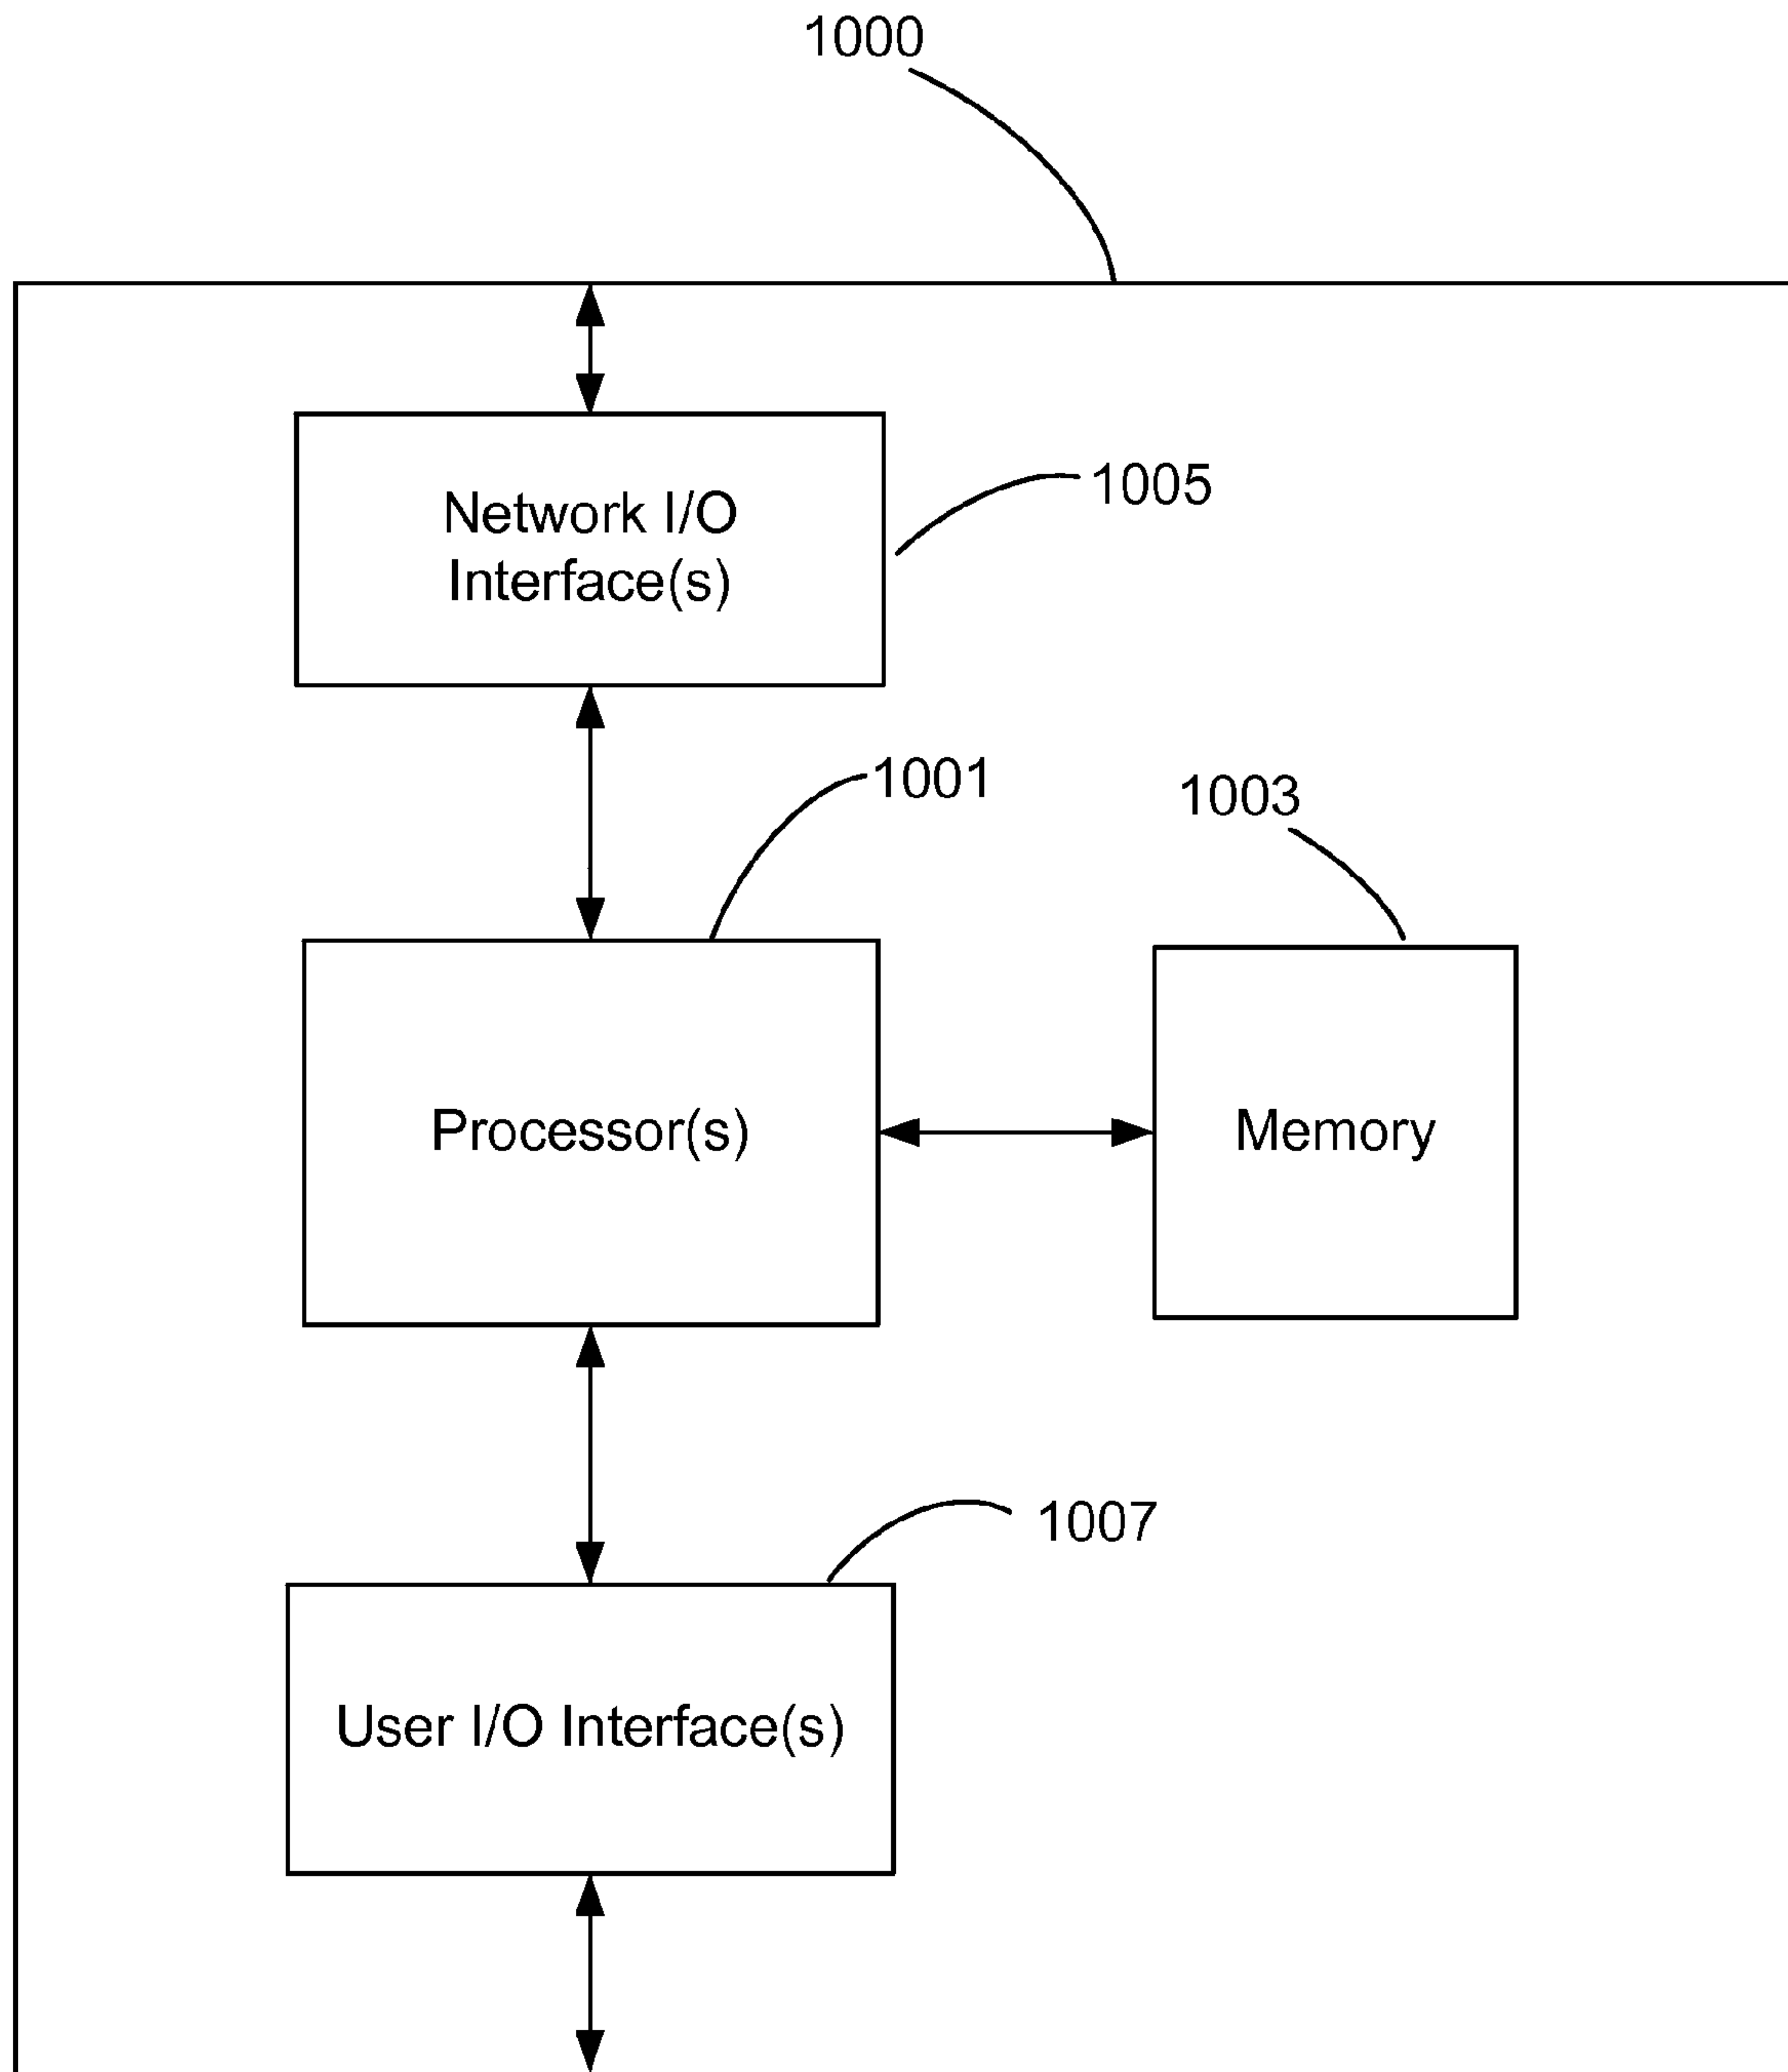 1000
Network I/O
Interface(s)
1005
1001
1003
Processor(s)
Memory
1007
User I/O Interface(s)